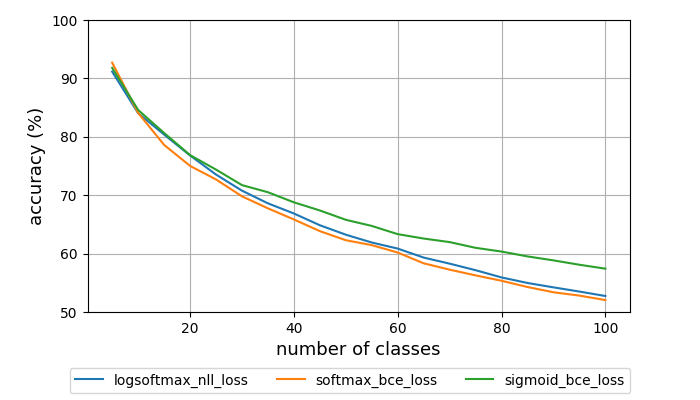 100
90
80
70
60
50
accuracy (%)
20 40 60 80 100
number of classes
logsoftmax_nll_loss softmax_bce_loss sigmoid_bce_loss